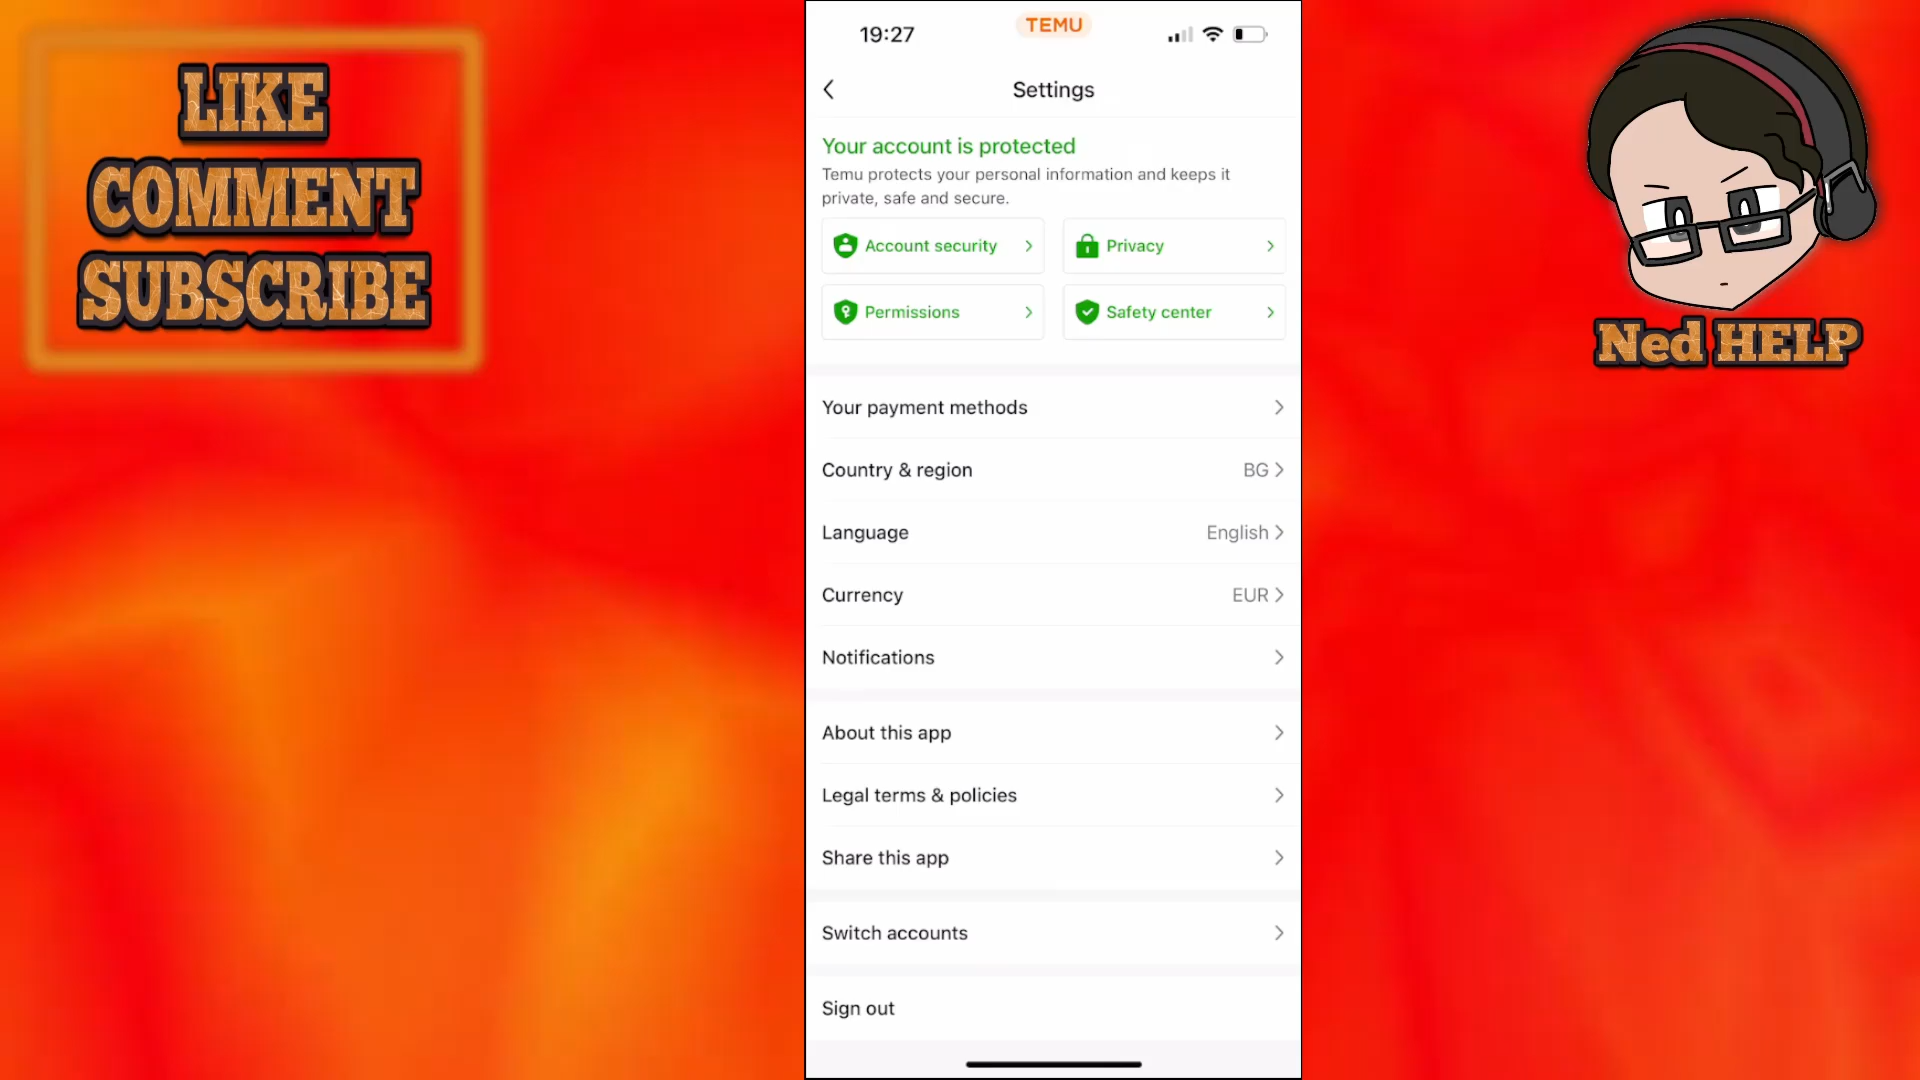 LIKE
COMMENT
SUBSCRIBE
19:27
TEMU
Settings
Your account is protected
Temu protects your personal information and keeps it
private, safe and secure.
Account security
Privacy
Permissions
Safety center
Your payment methods
Country & region BG
Language English
Currency EUR
Notifications
About this app
Legal terms & policies
Share this app
Switch accounts
Sign out
Ned HELP